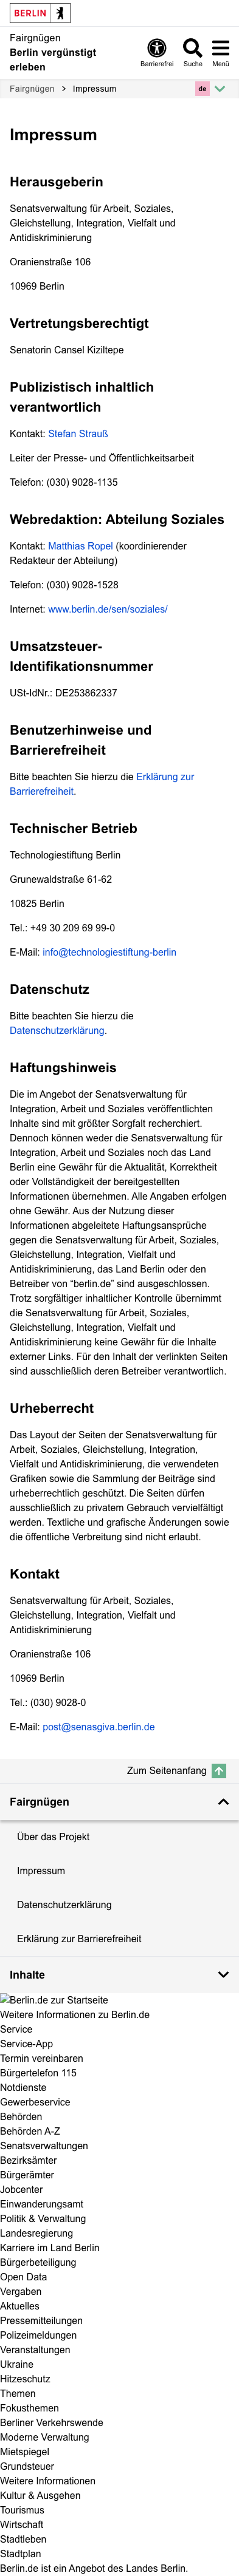 BERLIN
Fairgnügen
Berlin vergünstigt
erleben
Barrierefrei
Suche
Menü
Fairgnügen > Impressum
de
Impressum
Herausgeberin
Senatsverwaltung für Arbeit, Soziales,
Gleichstellung, Integration, Vielfalt und
Antidiskriminierung
Oranienstraße 106
10969 Berlin
Vertretungsberechtigt
Senatorin Cansel Kiziltepe
Publizistisch inhaltlich
verantwortlich
Kontakt: Stefan Strauß
Leiter der Presse- und Öffentlichkeitsarbeit
Telefon: (030) 9028-1135
Webredaktion: Abteilung Soziales
Kontakt: Matthias Ropel (koordinierender
Redakteur der Abteilung)
Telefon: (030) 9028-1528
Internet: www.berlin.de/sen/soziales/
Umsatzsteuer-
Identifikationsnummer
USt-IdNr.: DE253862337
Benutzerhinweise und
Barrierefreiheit
Bitte beachten Sie hierzu die Erklärung zur
Barrierefreiheit.
Technischer Betrieb
Technologiestiftung Berlin
Grunewaldstraße 61-62
10825 Berlin
Tel.: +49 30 209 69 99-0
E-Mail: info@technologiestiftung-berlin
Datenschutz
Bitte beachten Sie hierzu die
Datenschutzerklärung.
Haftungshinweis
Die im Angebot der Senatsverwaltung für
Integration, Arbeit und Soziales veröffentlichten
Inhalte sind mit größter Sorgfalt recherchiert.
Dennoch können weder die Senatsverwaltung für
Integration, Arbeit und Soziales noch das Land
Berlin eine Gewähr für die Aktualität, Korrektheit
oder Vollständigkeit der bereitgestellten
Informationen übernehmen. Alle Angaben erfolgen
ohne Gewähr. Aus der Nutzung dieser
Informationen abgeleitete Haftungsansprüche
gegen die Senatsverwaltung für Arbeit, Soziales,
Gleichstellung, Integration, Vielfalt und
Antidiskriminierung, das Land Berlin oder den
Betreiber von “berlin.de” sind ausgeschlossen.
Trotz sorgfältiger inhaltlicher Kontrolle übernimmt
die Senatsverwaltung für Arbeit, Soziales,
Gleichstellung, Integration, Vielfalt und
Antidiskriminierung keine Gewähr für die Inhalte
externer Links. Für den Inhalt der verlinkten Seiten
sind ausschließlich deren Betreiber verantwortlich.
Urheberrecht
Das Layout der Seiten der Senatsverwaltung für
Arbeit, Soziales, Gleichstellung, Integration,
Vielfalt und Antidiskriminierung, die verwendeten
Grafiken sowie die Sammlung der Beiträge sind
urheberrechtlich geschützt. Die Seiten dürfen
ausschließlich zu privatem Gebrauch vervielfältigt
werden. Textliche und grafische Änderungen sowie
die öffentliche Verbreitung sind nicht erlaubt.
Kontakt
Senatsverwaltung für Arbeit, Soziales,
Gleichstellung, Integration, Vielfalt und
Antidiskriminierung
Oranienstraße 106
10969 Berlin
Tel.: (030) 9028-0
E-Mail: post@senasgiva.berlin.de
Zum Seitenanfang
Fairgnügen
Über das Projekt
Impressum
Datenschutzerklärung
Erklärung zur Barrierefreiheit
Inhalte
Berlin.de zur Startseite
Weitere Informationen zu Berlin.de
Service
Service-App
Termin vereinbaren
Bürgertelefon 115
Notdienste
Gewerbeservice
Behörden
Behörden A-Z
Senatsverwaltungen
Bezirksämter
Bürgerämter
Jobcenter
Einwanderungsamt
Politik & Verwaltung
Landesregierung
Karriere im Land Berlin
Bürgerbeteiligung
Open Data
Vergaben
Aktuelles
Pressemitteilungen
Polizeimeldungen
Veranstaltungen
Ukraine
Hitzeschutz
Themen
Fokusthemen
Berliner Verkehrswende
Moderne Verwaltung
Mietspiegel
Grundsteuer
Weitere Informationen
Kultur & Ausgehen
Tourismus
Wirtschaft
Stadtleben
Stadtplan
Berlin.de ist ein Angebot des Landes Berlin.